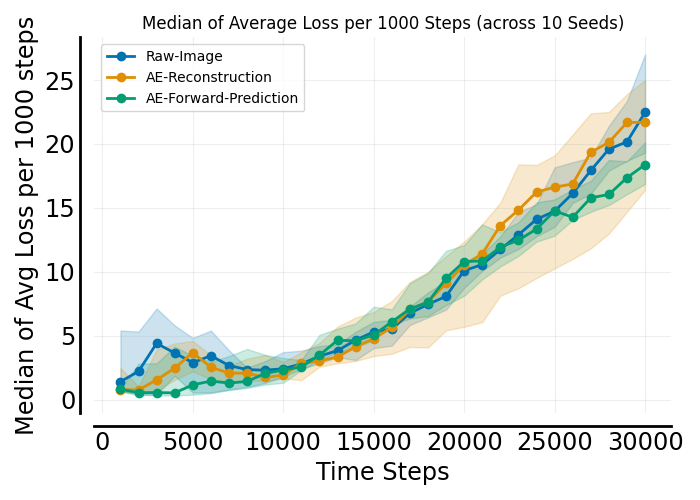 Median of Average Loss per 1000 Steps (across 10 Seeds)
Raw-Image
AE-Reconstruction
AE-Forward-Prediction
Median of Avg Loss per 1000 steps
25
20
15
10
5
0
0 5000 10000 15000 20000 25000 30000
Time Steps